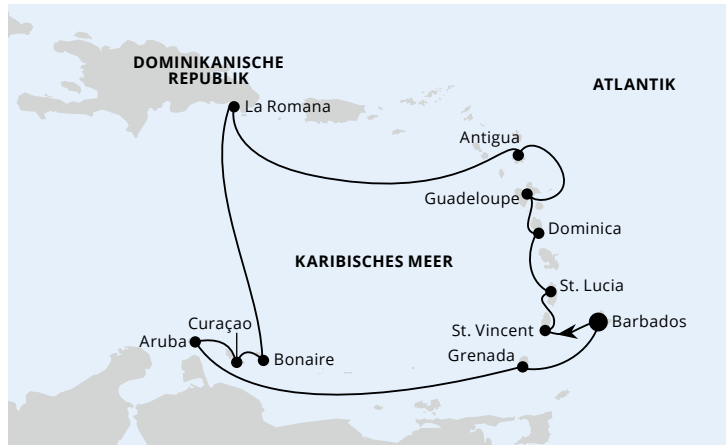 DOMINIKANISCHE
REPUBLIK
ATLANTIK
La Romana
Antigua
Guadeloupe
Dominica
KARIBISCHES MEER
St. Lucia
Curaçao
St. Vincent
Barbados
Aruba
Bonaire
Grenada